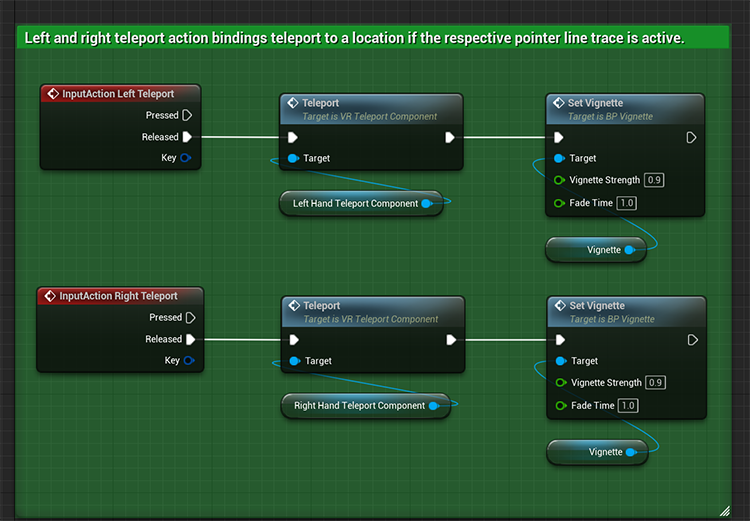 Left and right teleport action bindings teleport to a location if the respective pointer line trace is active.
InputAction Left Teleport
Pressed
Released
Key
Teleport
Target is VR Teleport Component
Target
Left Hand Teleport Component
Set Vignette
Target is BP Vignette
Target
Vignette Strength 0.9
Fade Time 1.0
Vignette
InputAction Right Teleport
Pressed
Released
Key
Teleport
Target is VR Teleport Component
Target
Right Hand Teleport Component
Set Vignette
Target is BP Vignette
Target
Vignette Strength 0.9
Fade Time 1.0
Vignette